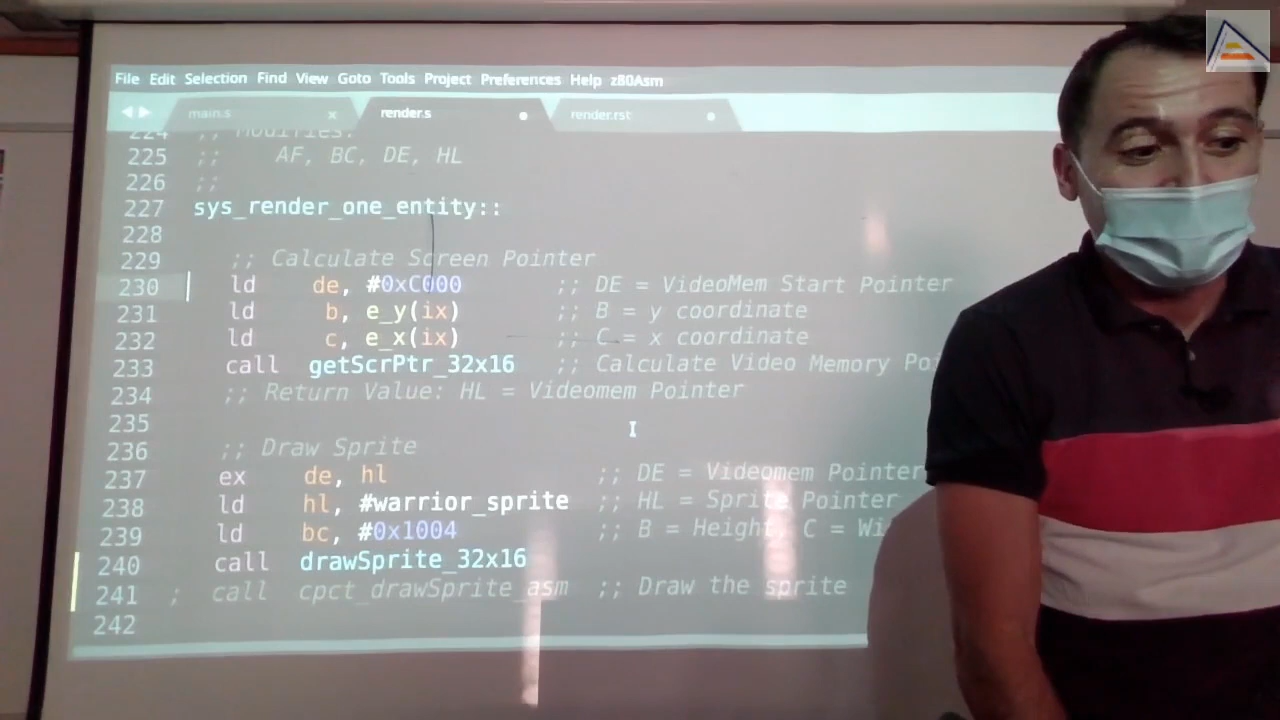 File Edit Selection Find View Goto Tools Project Preferences Help z80Asm
main.s x render.s render.rst
224 ;; Modifies:
225 ;; AF, BC, DE, HL
226 ;;
227 sys_render_one_entity::
228
229 ;; Calculate Screen Pointer
230 ld de, #0xC000 ;; DE = VideoMem Start Pointer
231 ld b, e_y(ix) ;; B = y coordinate
232 ld c, e_x(ix) ;; C = x coordinate
233 call getScrPtr_32x16 ;; Calculate Video Memory Poi
234 ;; Return Value: HL = Videomem Pointer
235
236 ;; Draw Sprite
237 ex de, hl ;; DE = Videomem Pointer
238 ld hl, #warrior_sprite ;; HL = Sprite Pointer
239 ld bc, #0x1004 ;; B = Height, C = Wi
240 call drawSprite_32x16
241 ; call cpct_drawSprite_asm ;; Draw the sprite
242